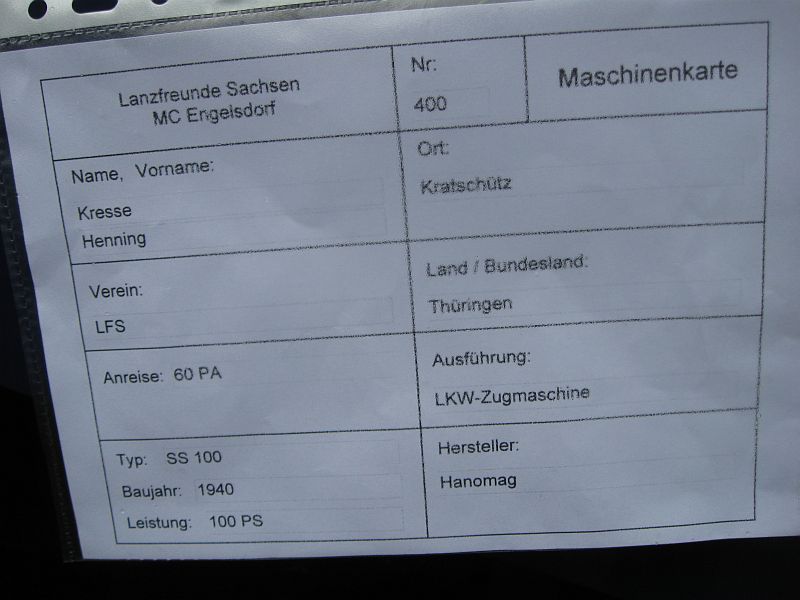 Lanzfreunde Sachsen
MC Engelsdorf
Nr:
400
Maschinenkarte
Name, Vorname:
Kresse
Henning
Ort:
Kratschütz
Verein:
LFS
Land / Bundesland:
Thüringen
Anreise: 60 PA
Ausführung:
LKW-Zugmaschine
Typ: SS 100
Baujahr: 1940
Leistung: 100 PS
Hersteller:
Hanomag